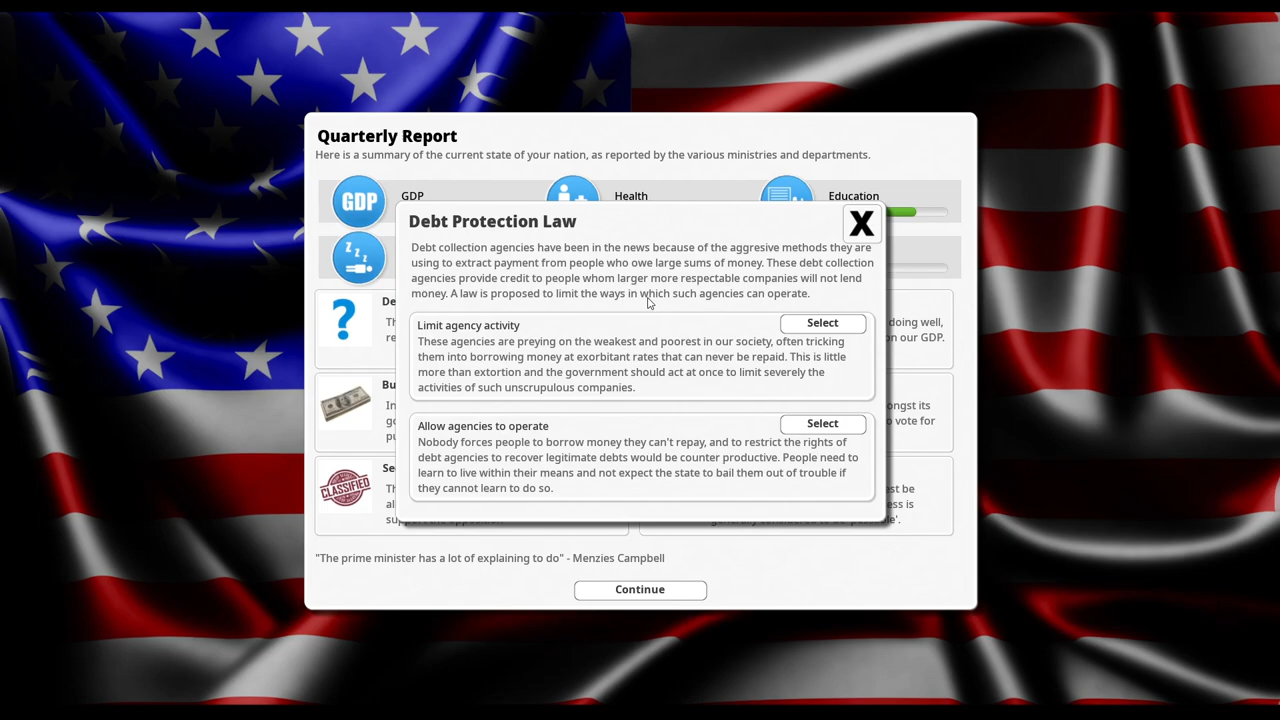 Quarterly Report
Here is a summary of the current state of your nation, as reported by the various ministries and departments.
GDP
GDP
Health
Education
Debt Protection Law
X
Debt collection agencies have been in the news because of the aggresive methods they are
using to extract payment from people who owe large sums of money. These debt collection
agencies provide credit to people whom larger more respectable companies will not lend
money. A law is proposed to limit the ways in which such agencies can operate.
Limit agency activity
Select
These agencies are preying on the weakest and poorest in our society, often tricking
them into borrowing money at exorbitant rates that can never be repaid. This is little
more than extortion and the government should act at once to limit severely the
activities of such unscrupulous companies.
Allow agencies to operate
Select
Nobody forces people to borrow money they can't repay, and to restrict the rights of
debt agencies to recover legitimate debts would be counter productive. People need to
learn to live within their means and not expect the state to bail them out of trouble if
they cannot learn to do so.
doing well,
on our GDP.
to vote for
CLASSIFIED
"The prime minister has a lot of explaining to do" - Menzies Campbell
Continue